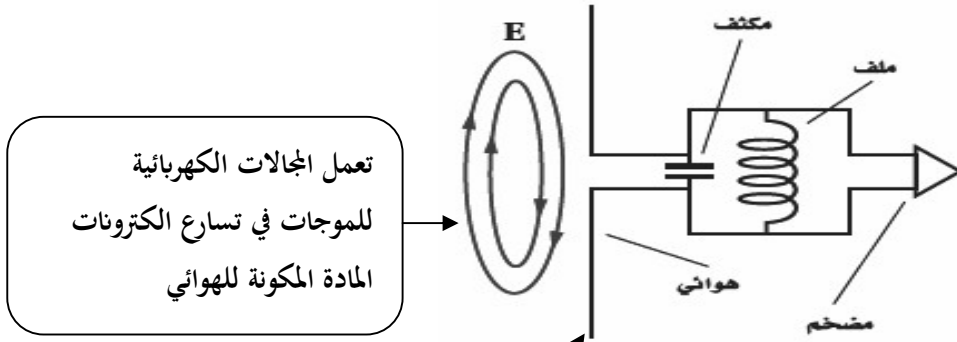 E
مكثف
ملف
تعمل المجالات الكهربائية
للموجات في تسارع الكترونات
المادة المكونة للهوائي
هوائي
مضخم